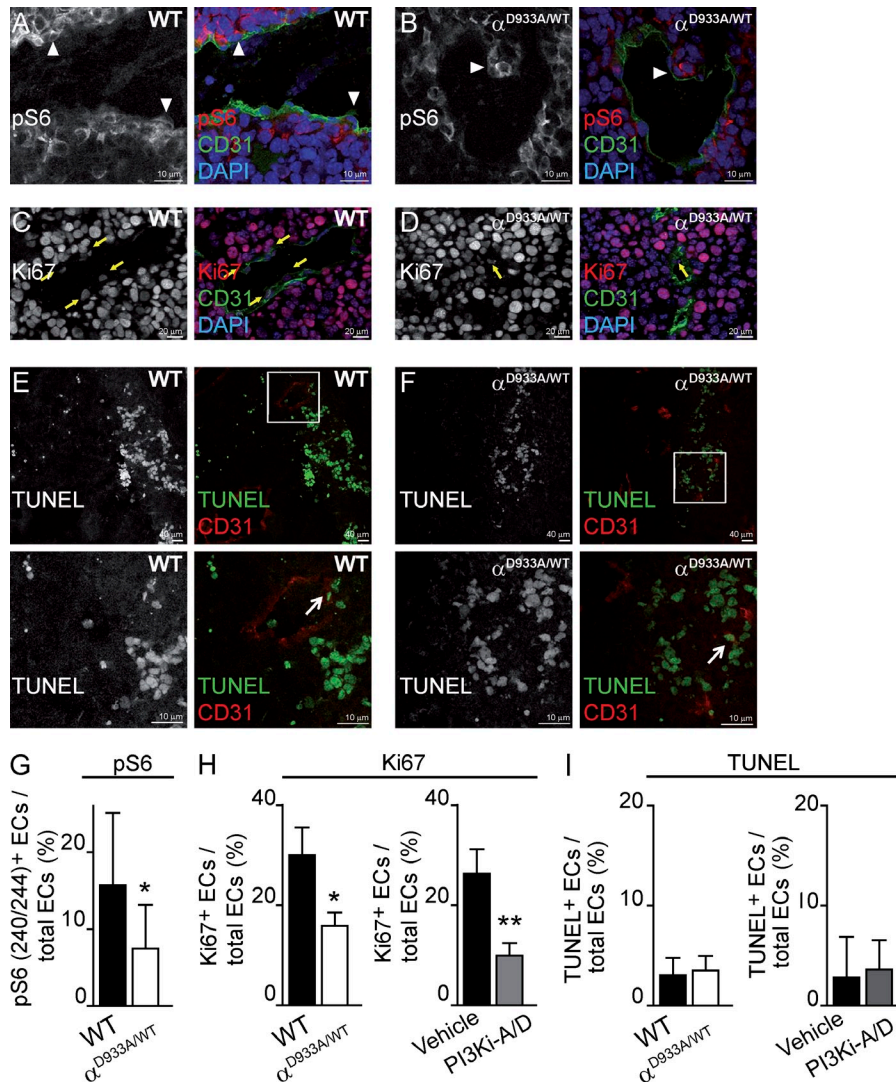 A
WT
pS6
10 µm
WT
pS6
CD31
DAPI
10 µm
B
αD933A/WT
pS6
10 µm
αD933A/WT
pS6
CD31
DAPI
10 µm
C
WT
Ki67
20 µm
WT
Ki67
CD31
DAPI
20 µm
D
αD933A/WT
Ki67
20 µm
αD933A/WT
Ki67
CD31
DAPI
20 µm
E
WT
TUNEL
40 µm
WT
TUNEL
CD31
40 µm
F
αD933A/WT
TUNEL
40 µm
αD933A/WT
TUNEL
CD31
40 µm
WT
TUNEL
10 µm
WT
TUNEL
CD31
10 µm
αD933A/WT
TUNEL
10 µm
αD933A/WT
TUNEL
CD31
10 µm
G
pS6
pS6 (240/244)+ ECs /
total ECs (%)
20
10
0
*
WT
αD933A/WT
H
Ki67
Ki67+ ECs /
total ECs (%)
40
20
0
*
WT
αD933A/WT
Ki67+ ECs /
total ECs (%)
40
20
0
**
Vehicle
PI3Ki-A/D
I
TUNEL
TUNEL+ ECs /
total ECs (%)
20
10
0
WT
αD933A/WT
TUNEL+ ECs /
total ECs (%)
20
10
0
Vehicle
PI3Ki-A/D